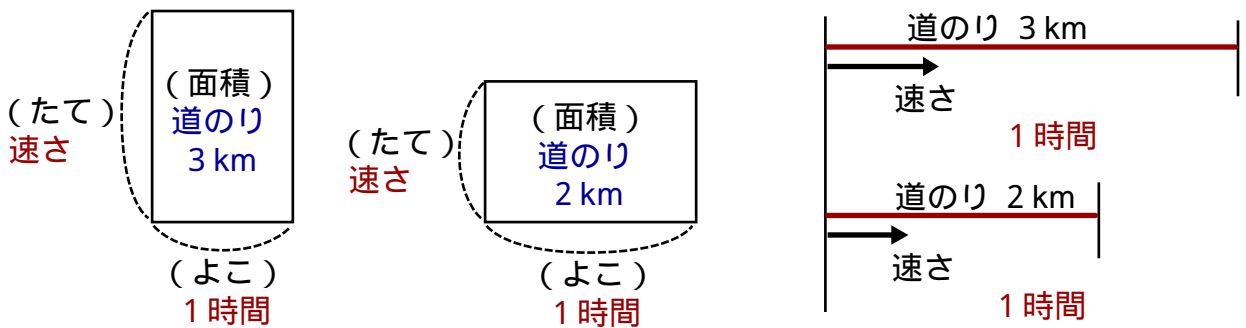 （面積）
道のり
3 km
（たて）
速さ
（よこ）
1 時間
（面積）
道のり
2 km
（たて）
速さ
（よこ）
1 時間
道のり 3 km
速さ
1 時間
道のり 2 km
速さ
1 時間